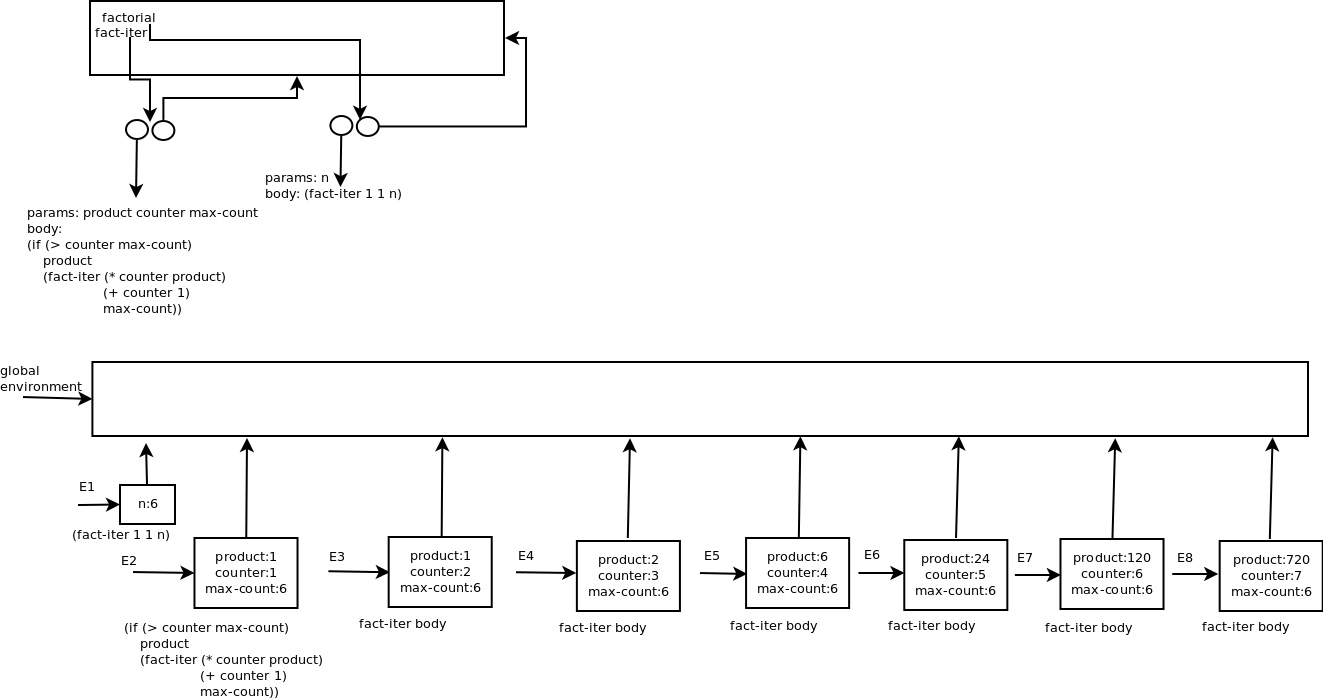 factorial
fact-iter
params: n
body: (fact-iter 1 1 n)
params: product counter max-count
body:
(if (> counter max-count)
product
(fact-iter (* counter product)
(+ counter 1)
max-count))
global
environment
E1
n:6
(fact-iter 1 1 n)
E2
product:1
counter:1
max-count:6
(if (> counter max-count)
product
(fact-iter (* counter product)
(+ counter 1)
max-count))
E3
product:1
counter:2
max-count:6
fact-iter body
E4
product:2
counter:3
max-count:6
fact-iter body
E5
product:6
counter:4
max-count:6
fact-iter body
E6
product:24
counter:5
max-count:6
fact-iter body
E7
product:120
counter:6
max-count:6
fact-iter body
E8
product:720
counter:7
max-count:6
fact-iter body